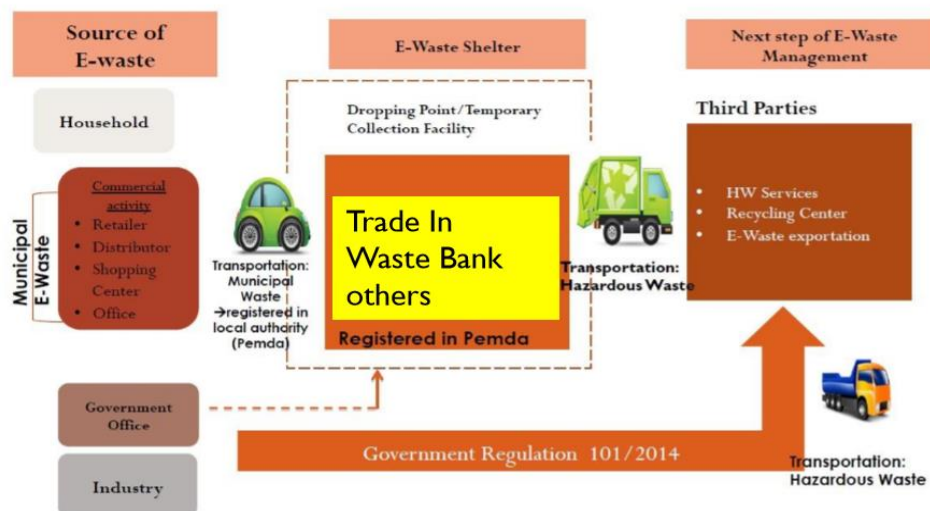 Source of
E-waste
E-Waste Shelter
Next step of E-Waste
Management
Household
Dropping Point/Temporary
Collection Facility
Third Parties
Municipal
E-Waste
Commercial
activity
• Retailer
• Distributor
• Shopping
Center
• Office
Transportation:
Municipal
Waste
→registered in
local authority
(Pemda)
Trade In
Waste Bank
others
Registered in Pemda
Transportation:
Hazardous Waste
• HW Services
• Recycling Center
• E-Waste exportation
Government
Office
Industry
Government Regulation 101/2014
Transportation:
Hazardous Waste